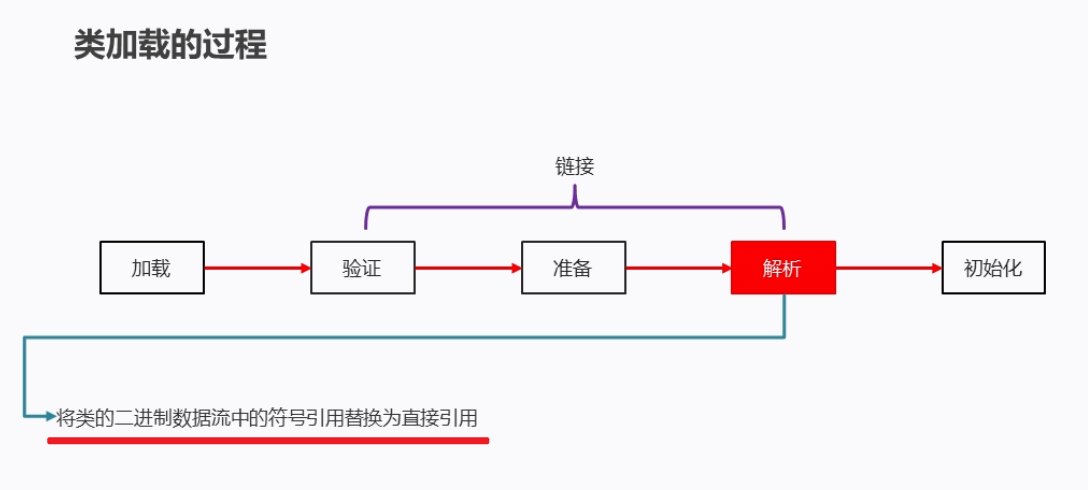 类加载的过程
链接
加载
验证
准备
解析
初始化
将类的二进制数据流中的符号引用替换为直接引用